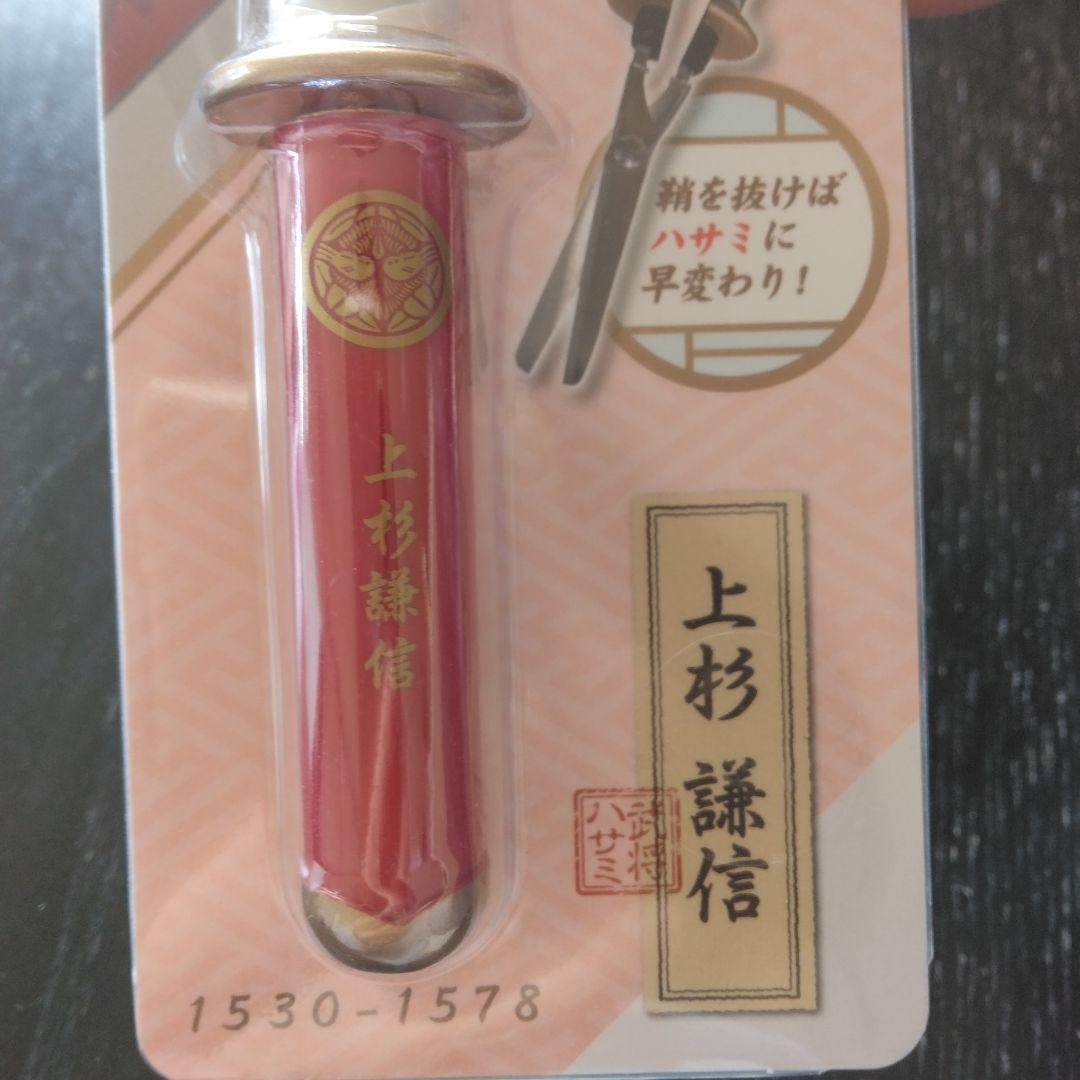 鞘を抜けば
ハサミに
早変わり!
上杉謙信
上杉謙信
武将
ハサミ
1530-1578